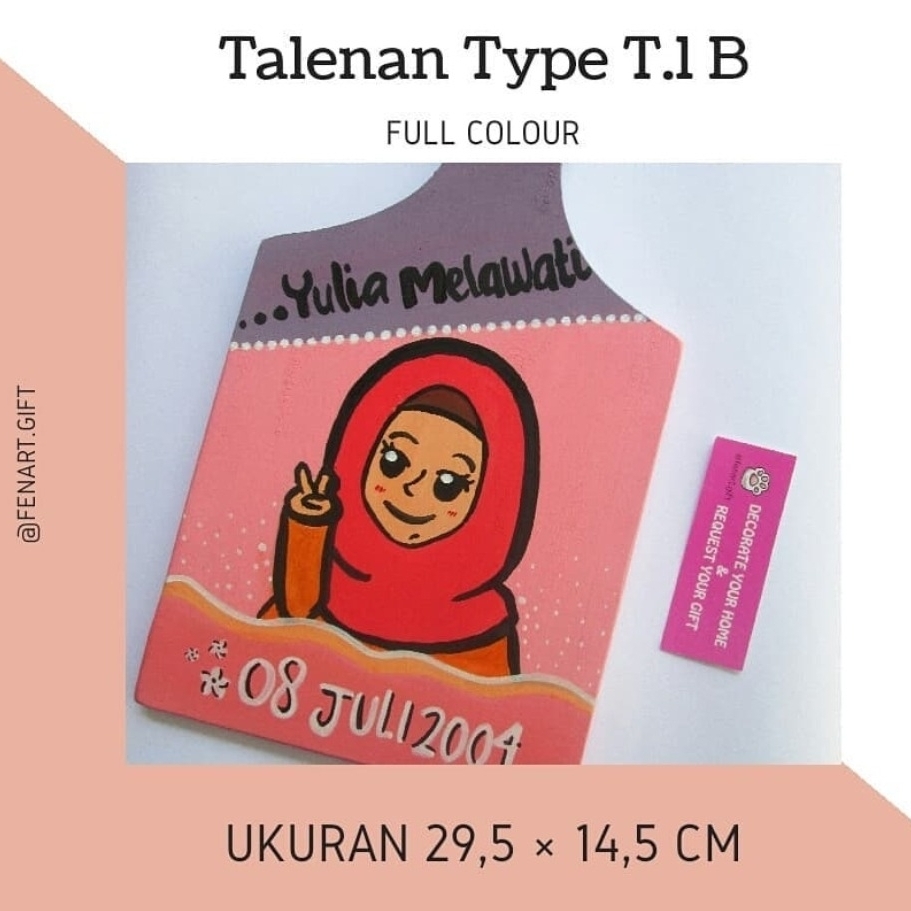 Talenan Type T.1 B
FULL COLOUR
...Yulia Melawati
08 JULI 2004
DECORATE YOUR HOME
&
REQUEST YOUR GIFT
@FENART.GIFT
UKURAN 29,5 × 14,5 CM